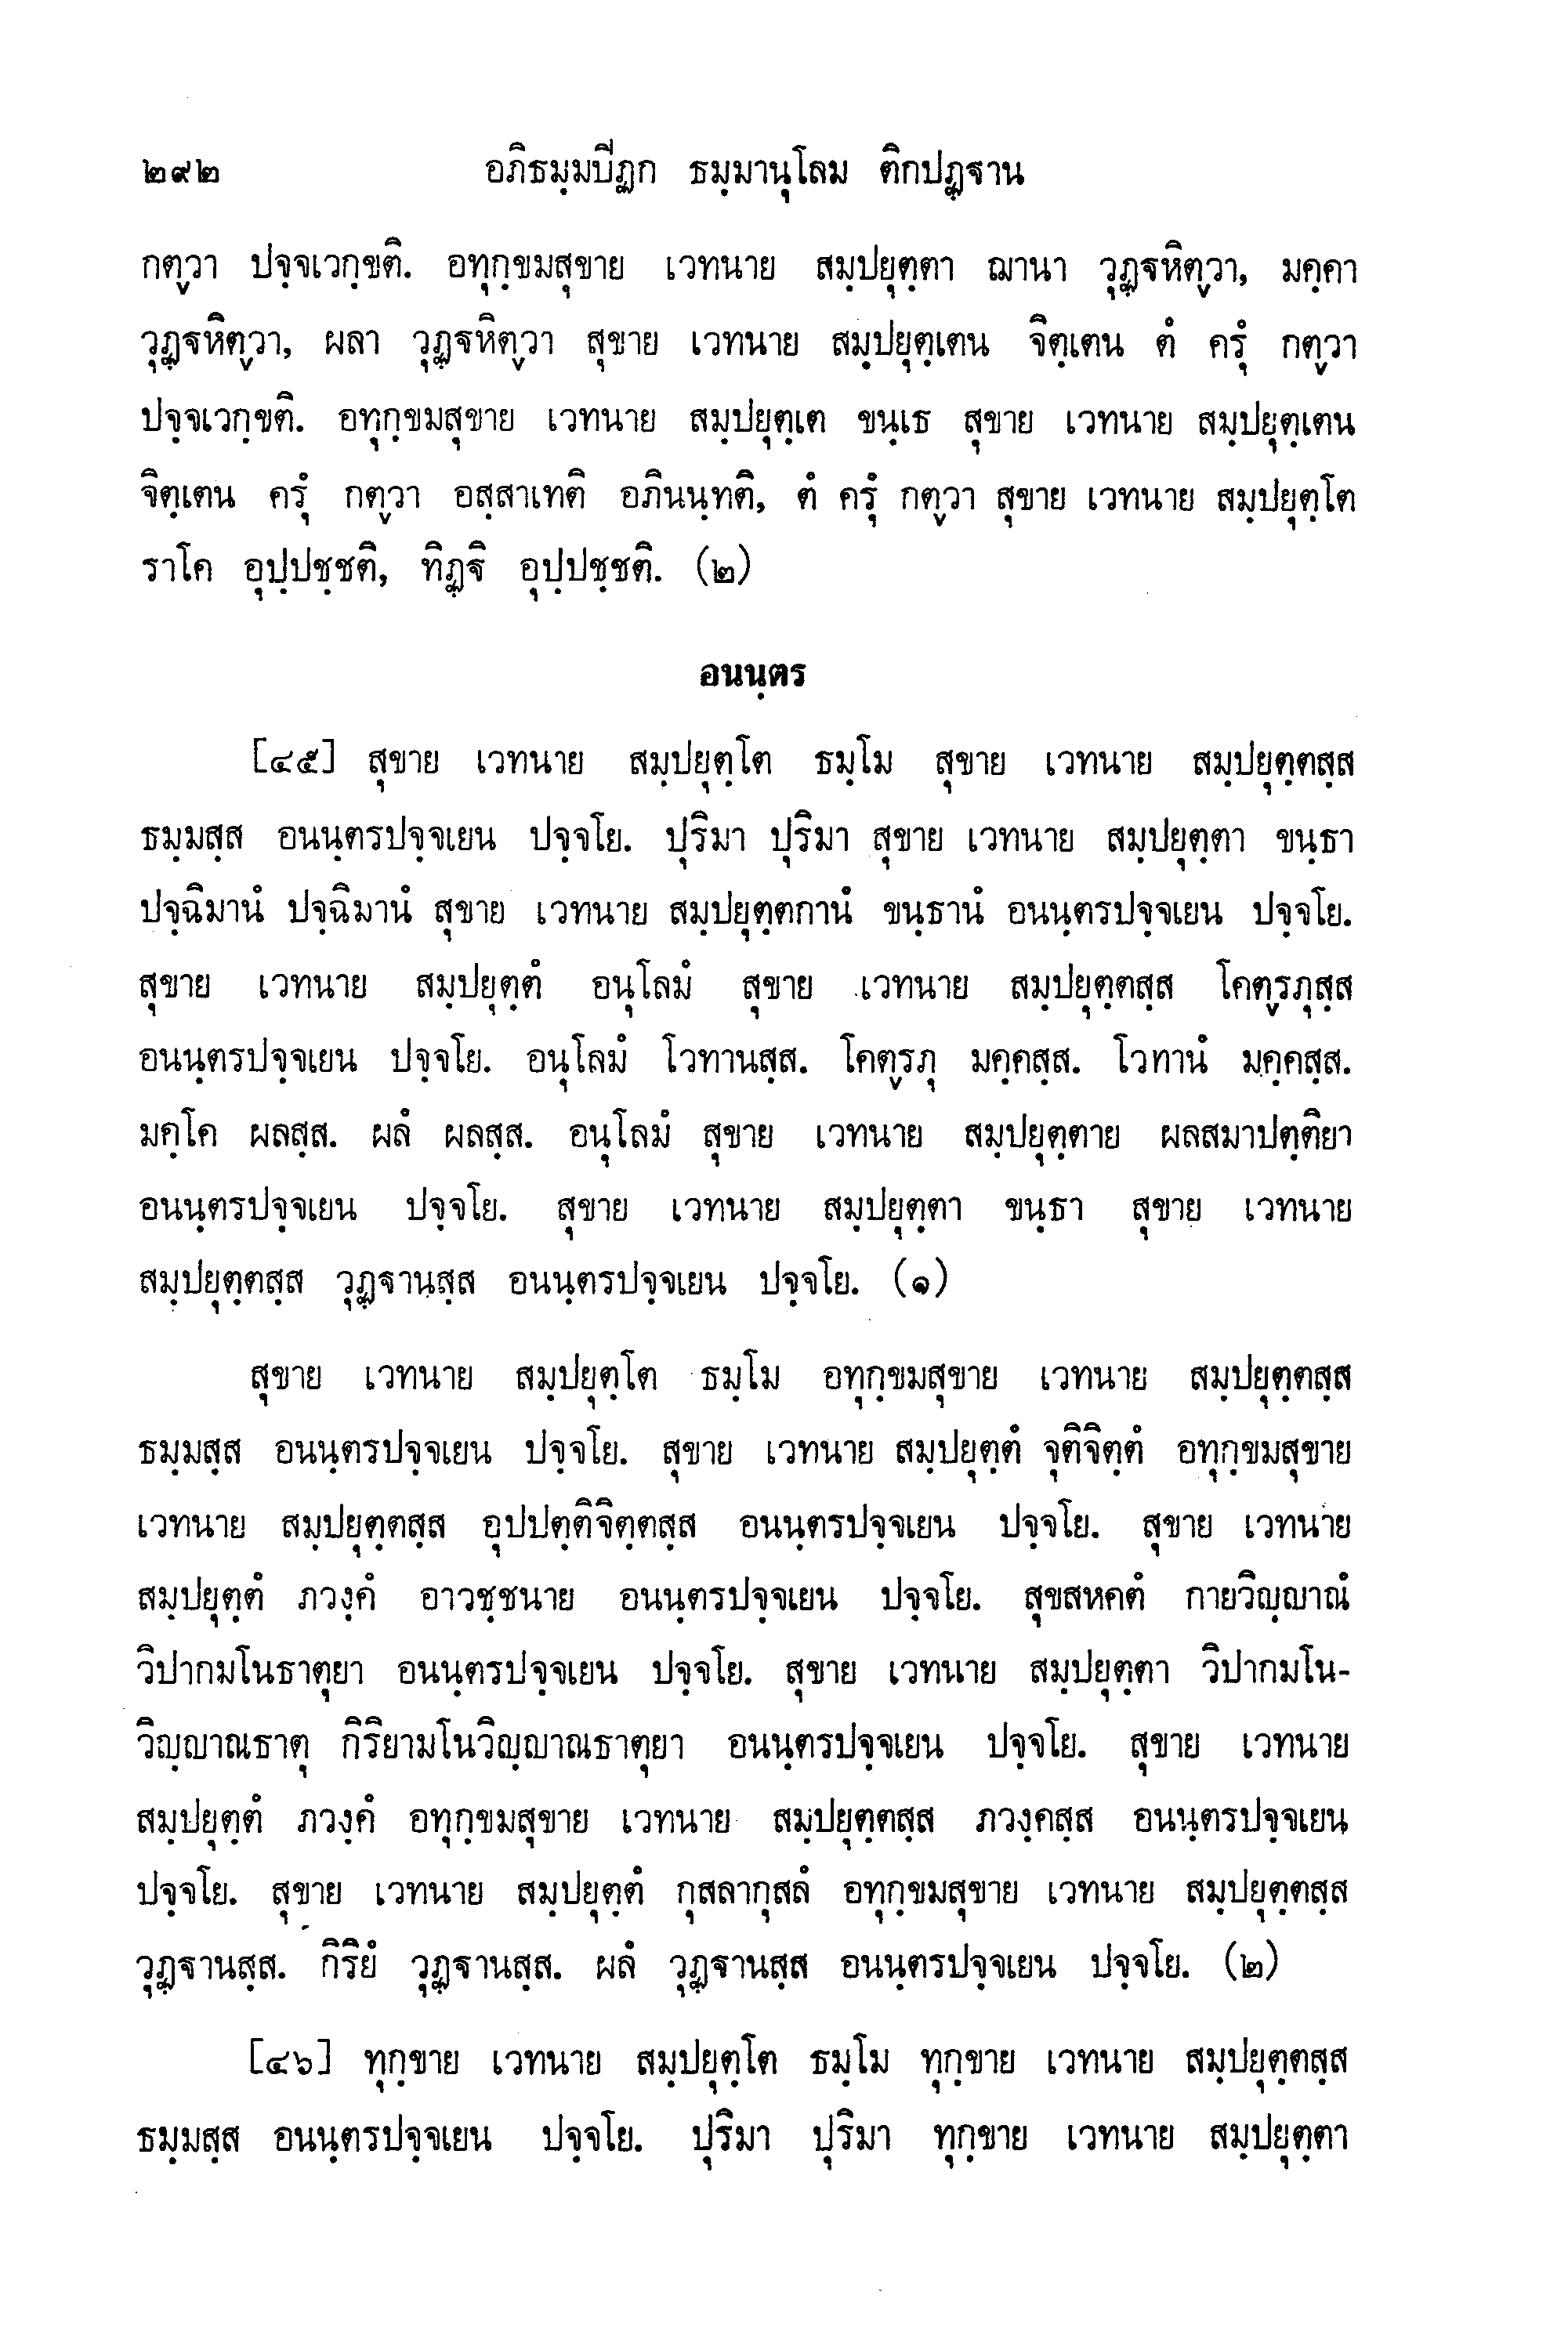 ๒๙๒ อภิธมฺมปีฏก ธมฺมานุโลม ติกปฏฺฐาน
กตฺวา ปจฺจเวกฺขติ. อทุกฺขมสุขาย เวทนาย สมฺปยุตฺตา ฌานา วุฏฺฐหิตฺวา, มคฺคา
วุฏฺฐหิตฺวา, ผลา วุฏฺฐหิตฺวา สุขาย เวทนาย สมฺปยุตฺเตน จิตฺเตน ตํ ครุํ กตฺวา
ปจฺจเวกฺขติ. อทุกฺขมสุขาย เวทนาย สมฺปยุตฺเต ขนฺเธ สุขาย เวทนาย สมฺปยุตฺเตน
จิตฺเตน ครุํ กตฺวา อสฺสาเทติ อภินนฺทติ, ตํ ครุํ กตฺวา สุขาย เวทนาย สมฺปยุตฺโต
ราโค อุปฺปชฺชติ, ทิฏฺฐิ อุปฺปชฺชติ. (๒)
อนนฺตร
[๔๕] สุขาย เวทนาย สมฺปยุตฺโต ธมฺโม สุขาย เวทนาย สมฺปยุตฺตสฺส
ธมฺมสฺส อนนฺตรปจฺจเยน ปจฺจโย. ปุริมา ปุริมา สุขาย เวทนาย สมฺปยุตฺตา ขนฺธา
ปจฺฉิมานํ ปจฺฉิมานํ สุขาย เวทนาย สมฺปยุตฺตกานํ ขนฺธานํ อนนฺตรปจฺจเยน ปจฺจโย.
สุขาย เวทนาย สมฺปยุตฺตํ อนุโลมํ สุขาย เวทนาย สมฺปยุตฺตสฺส โคตฺรภุสฺส
อนนฺตรปจฺจเยน ปจฺจโย. อนุโลมํ โวทานสฺส. โคตฺรภุ มคฺคสฺส. โวทานํ มคฺคสฺส.
มคฺโค ผลสฺส. ผลํ ผลสฺส. อนุโลมํ สุขาย เวทนาย สมฺปยุตฺตาย ผลสมาปตฺติยา
อนนฺตรปจฺจเยน ปจฺจโย. สุขาย เวทนาย สมฺปยุตฺตา ขนฺธา สุขาย เวทนาย
สมฺปยุตฺตสฺส วุฏฺฐานสฺส อนนฺตรปจฺจเยน ปจฺจโย. (๑)
สุขาย เวทนาย สมฺปยุตฺโต ธมฺโม อทุกฺขมสุขาย เวทนาย สมฺปยุตฺตสฺส
ธมฺมสฺส อนนฺตรปจฺจเยน ปจฺจโย. สุขาย เวทนาย สมฺปยุตฺตํ จุติจิตฺตํ อทุกฺขมสุขาย
เวทนาย สมฺปยุตฺตสฺส อุปปตฺติจิตฺตสฺส อนนฺตรปจฺจเยน ปจฺจโย. สุขาย เวทนาย
สมฺปยุตฺตํ ภวงฺคํ อาวชฺชนาย อนนฺตรปจฺจเยน ปจฺจโย. สุขสหคตํ กายวิญฺญาณํ
วิปากมโนธาตุยา อนนฺตรปจฺจเยน ปจฺจโย. สุขาย เวทนาย สมฺปยุตฺตา วิปากมโน-
วิญฺญาณธาตุ กิริยามโนวิญฺญาณธาตุยา อนนฺตรปจฺจเยน ปจฺจโย. สุขาย เวทนาย
สมฺปยุตฺตํ ภวงฺคํ อทุกฺขมสุขาย เวทนาย สมฺปยุตฺตสฺส ภวงฺคสฺส อนนฺตรปจฺจเยน
ปจฺจโย. สุขาย เวทนาย สมฺปยุตฺตํ กุสลากุสลํ อทุกฺขมสุขาย เวทนาย สมฺปยุตฺตสฺส
วุฏฺฐานสฺส. กิริยํ วุฏฺฐานสฺส. ผลํ วุฏฺฐานสฺส อนนฺตรปจฺจเยน ปจฺจโย. (๒)
[๔๖] ทุกฺขาย เวทนาย สมฺปยุตฺโต ธมฺโม ทุกฺขาย เวทนาย สมฺปยุตฺตสฺส
ธมฺมสฺส อนนฺตรปจฺจเยน ปจฺจโย. ปุริมา ปุริมา ทุกฺขาย เวทนาย สมฺปยุตฺตา